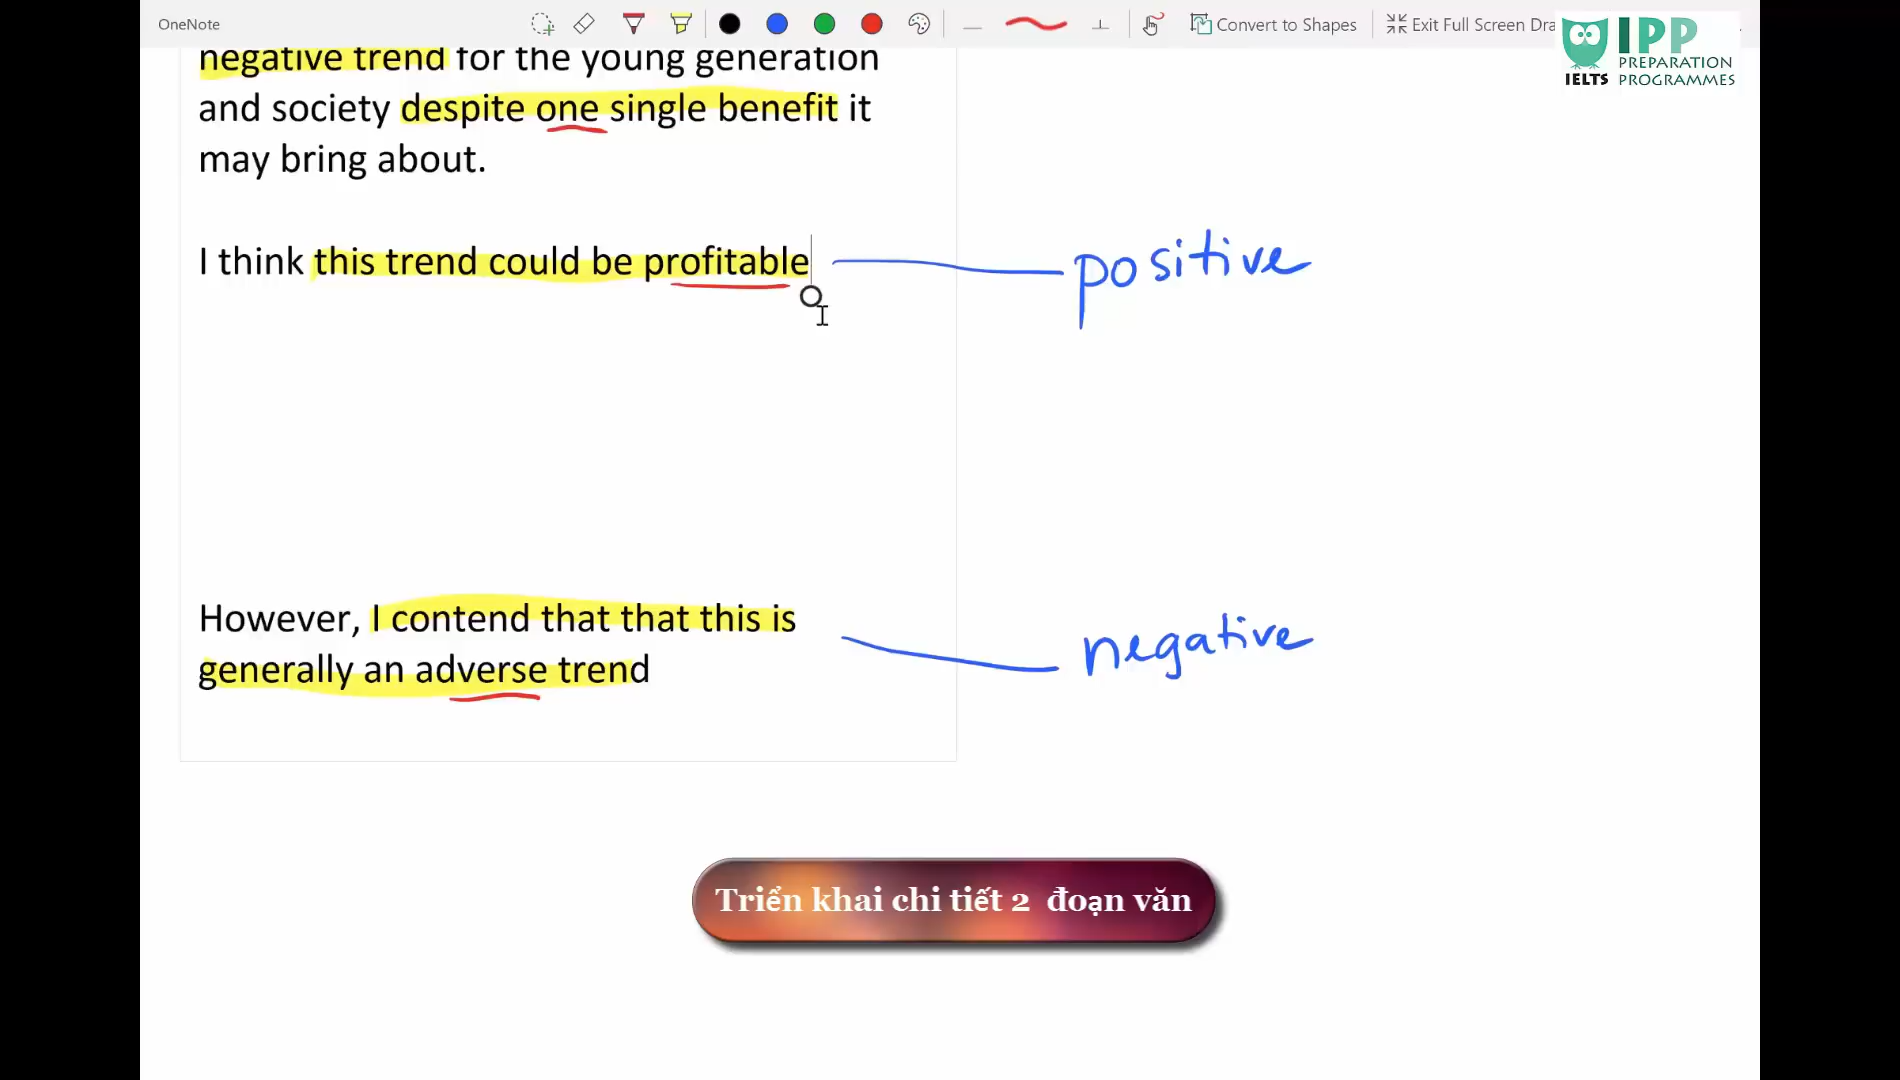 OneNote
Convert to Shapes
Exit Full Screen Dra
IPP
PREPARATION
IELTS PROGRAMMES
negative trend for the young generation
and society despite one single benefit it
may bring about.
I think this trend could be profitable
positive
However, I contend that that this is
generally an adverse trend
negative
Triển khai chi tiết 2 đoạn văn